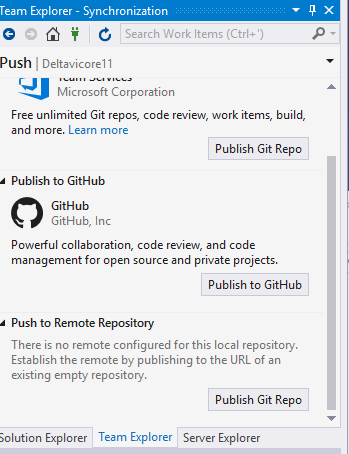 Team Explorer - Synchronization
Search Work Items (Ctrl+')
Push | Deltavicore11
Team Services
Microsoft Corporation
Free unlimited Git repos, code review, work items, build,
and more. Learn more
Publish Git Repo
Publish to GitHub
GitHub
GitHub, Inc
Powerful collaboration, code review, and code
management for open source and private projects.
Publish to GitHub
Push to Remote Repository
There is no remote configured for this local repository.
Establish the remote by publishing to the URL of an
existing empty repository.
Publish Git Repo
Solution Explorer Team Explorer Server Explorer